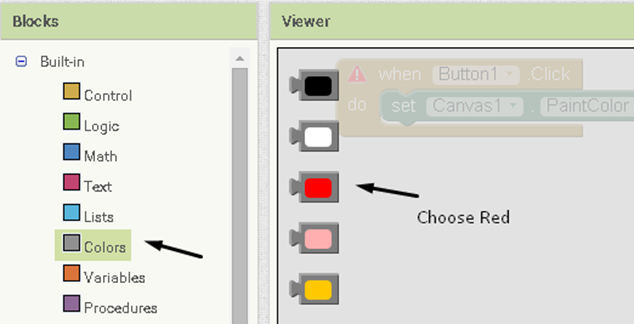 Blocks
Viewer
Built-in
Control
Logic
Math
Text
Lists
Colors
Variables
Procedures
when Button1 .Click
do set Canvas1 . PaintColor
Choose Red